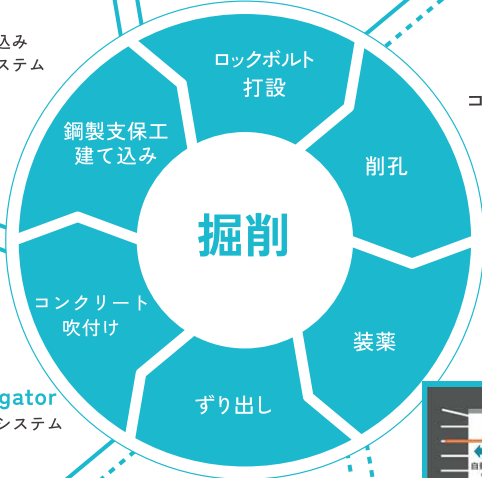 込み
ステム
ロックボルト
打設
コ
鋼製支保工
建て込み
削孔
掘削
コンクリート
吹付け
装薬
ずり出し
gator
システム